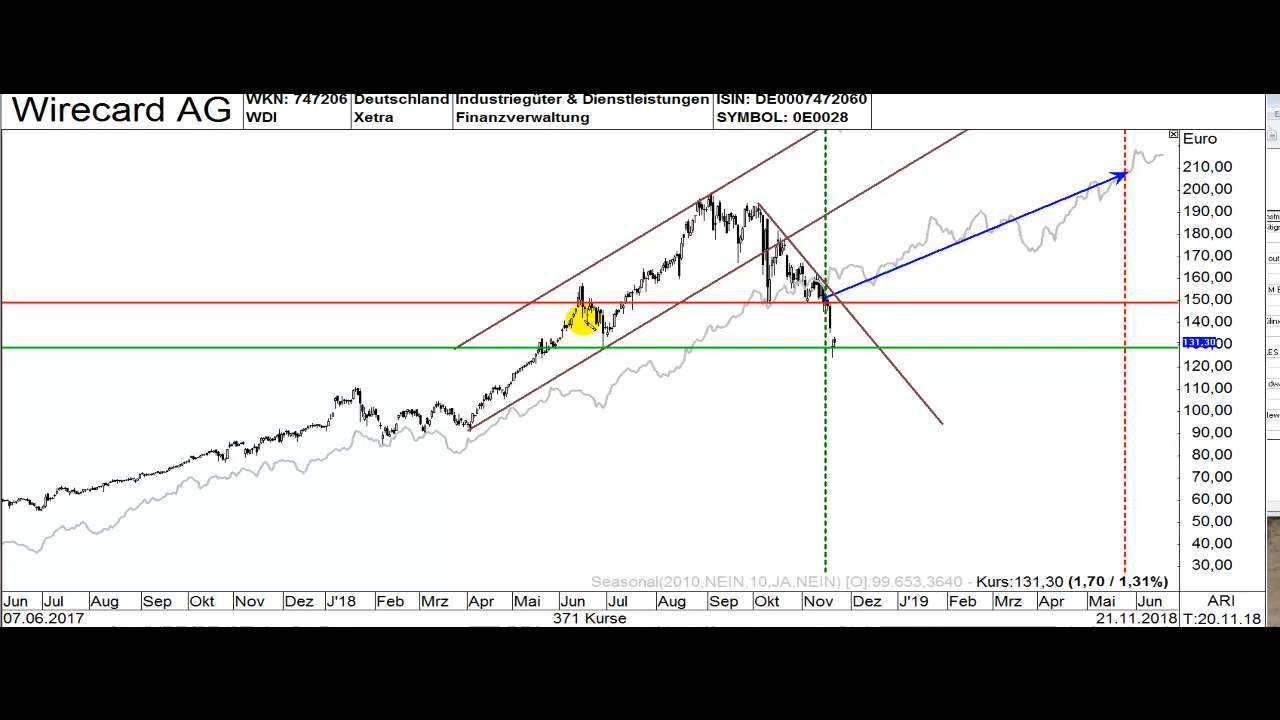 Wirecard AG
WKN: 747206 Deutschland Industriegüter & Dienstleistungen ISIN: DE0007472060
WDI Xetra Finanzverwaltung SYMBOL: 0E0028
Euro
210,00
200,00
190,00
180,00
170,00
160,00
150,00
140,00
131,30
120,00
110,00
100,00
90,00
80,00
70,00
60,00
50,00
40,00
30,00
Seasonal(2010,NEIN,10,JA,NEIN) [O]:99.653,3640 - Kurs:131,30 (1,70 / 1,31%)
Jun Jul Aug Sep Okt Nov Dez J'18 Feb Mrz Apr Mai Jun Jul Aug Sep Okt Nov Dez J'19 Feb Mrz Apr Mai Jun ARI
07.06.2017 371 Kurse 21.11.2018 T:20.11.18